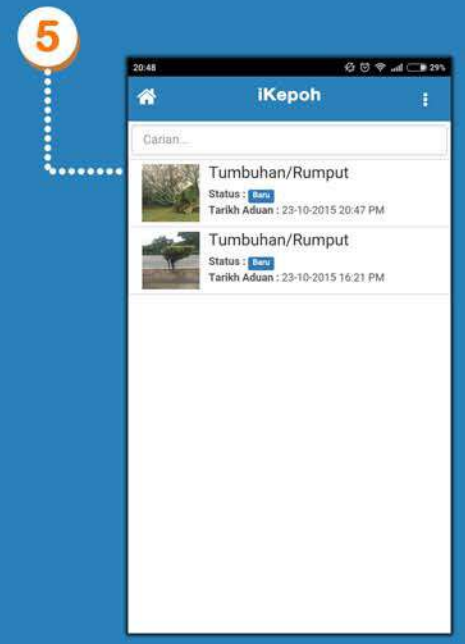 5
20:48
29%
iKepoh
Carian...
Tumbuhan/Rumput
Status : Baru
Tarikh Aduan : 23-10-2015 20:47 PM
Tumbuhan/Rumput
Status : Baru
Tarikh Aduan : 23-10-2015 16:21 PM